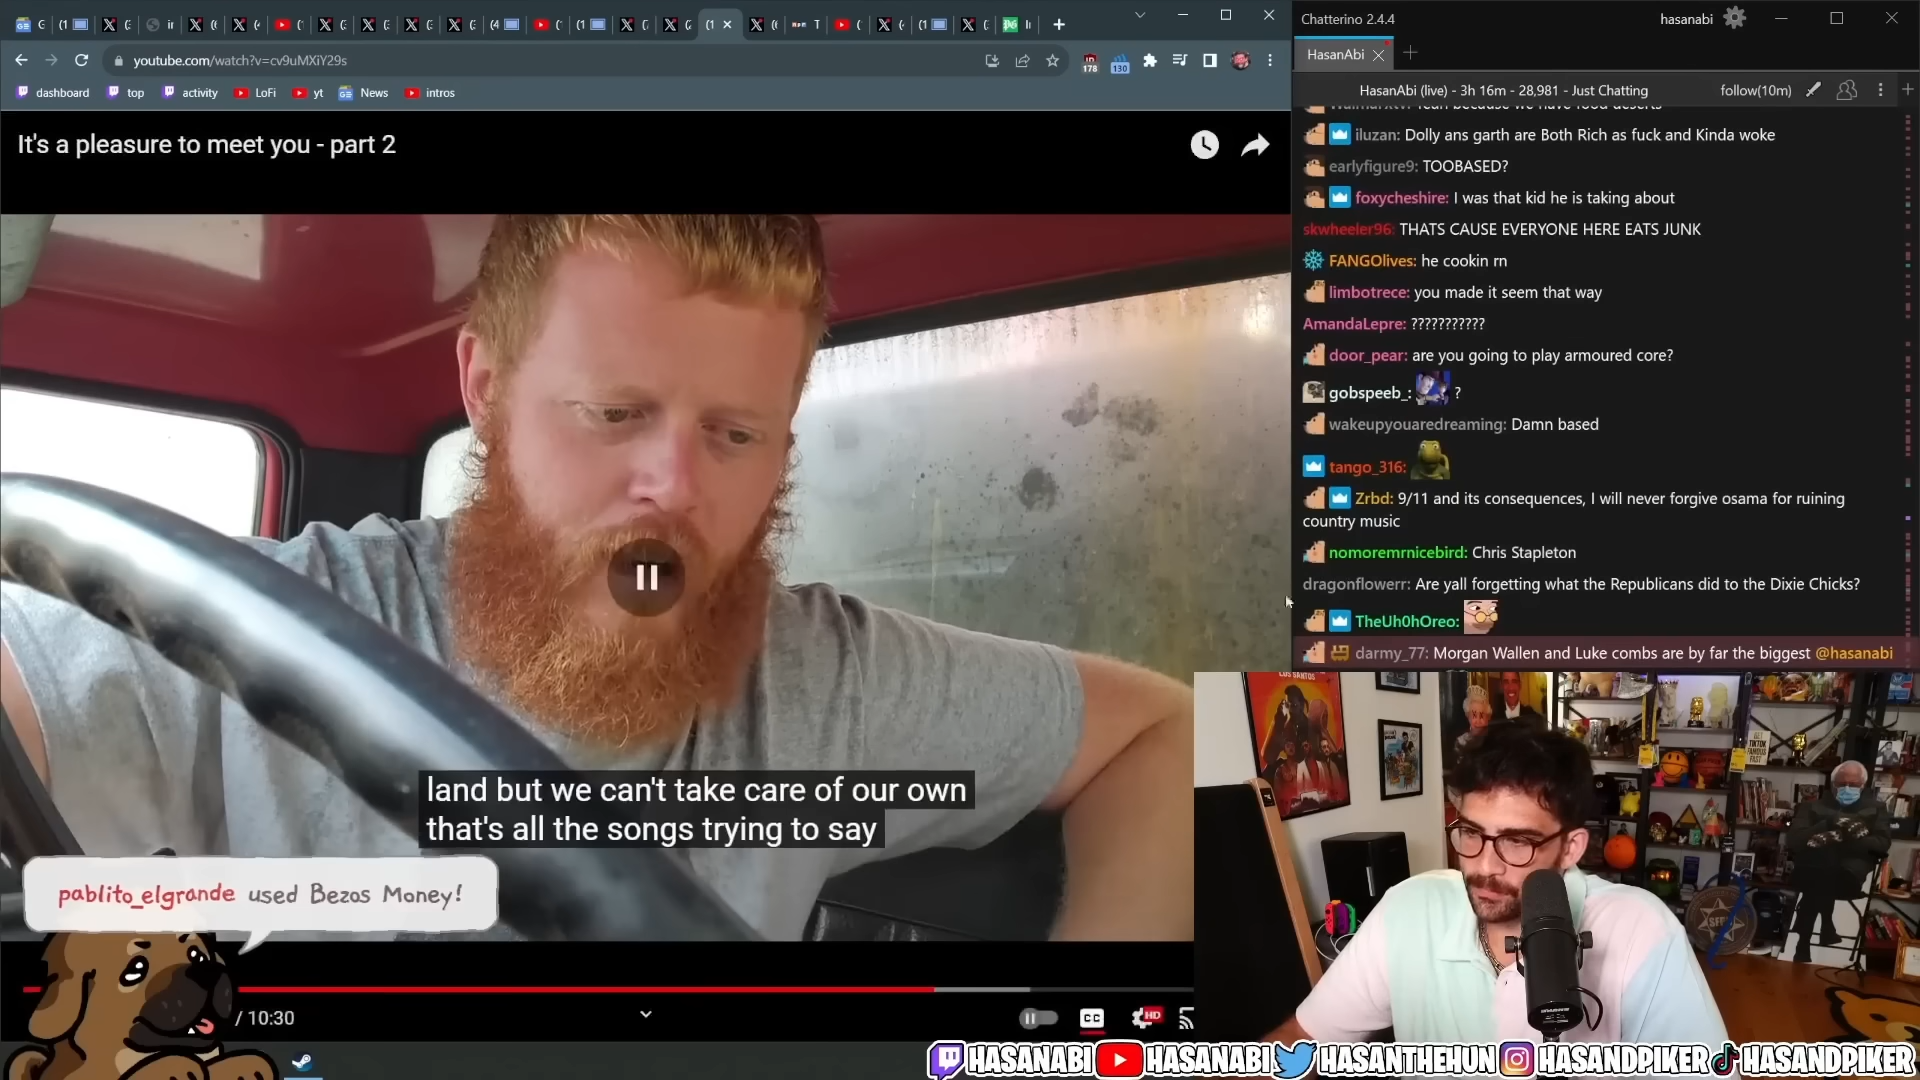 youtube.com/watch?v=cv9uMXiY29s
178
130
dashboard
top
activity
LoFi
yt
News
intros
It's a pleasure to meet you - part 2
land but we can't take care of our own
that's all the songs trying to say
pablito_elgrande used Bezos Money!
/ 10:30
CC
HD
Chatterino 2.4.4
hasanabi
HasanAbi
HasanAbi (live) - 3h 16m - 28,981 - Just Chatting
follow(10m)
iluzan: Dolly ans garth are Both Rich as fuck and Kinda woke
earlyfigure9: TOOBASED?
foxycheshire: I was that kid he is taking about
skwheeler96: THATS CAUSE EVERYONE HERE EATS JUNK
FANGOlives: he cookin rn
limbotrece: you made it seem that way
AmandaLepre: ???????????
door_pear: are you going to play armoured core?
gobspeeb_: ?
wakeupyouaredreaming: Damn based
tango_316:
Zrbd: 9/11 and its consequences, I will never forgive osama for ruining
country music
nomoremrnicebird: Chris Stapleton
dragonflowerr: Are yall forgetting what the Republicans did to the Dixie Chicks?
TheUh0hOreo:
darmy_77: Morgan Wallen and Luke combs are by far the biggest @hasanabi
LOS SANTOS
HASANABI HASANABI HASANTHEHUN HASANDPIKER HASANDPIKER